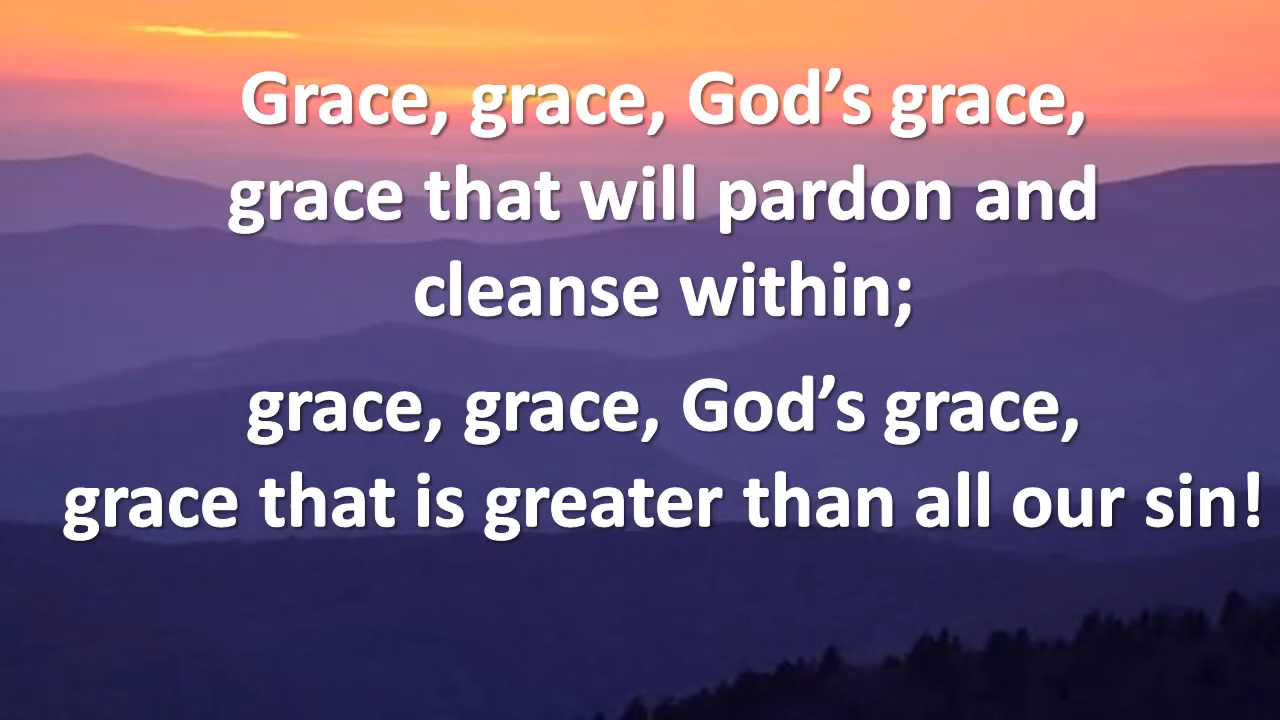 Grace, grace, God’s grace,
grace that will pardon and
cleanse within;
grace, grace, God’s grace,
grace that is greater than all our sin!